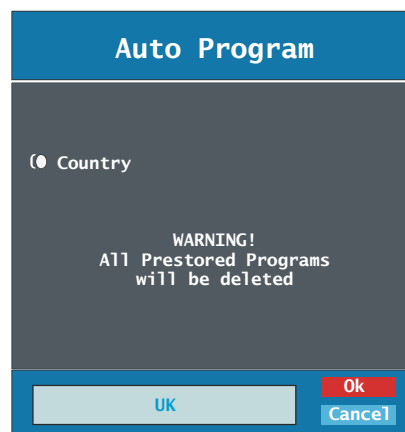 Auto Program
Country
WARNING!
All Prestored Programs
will be deleted
UK
Ok
Cancel